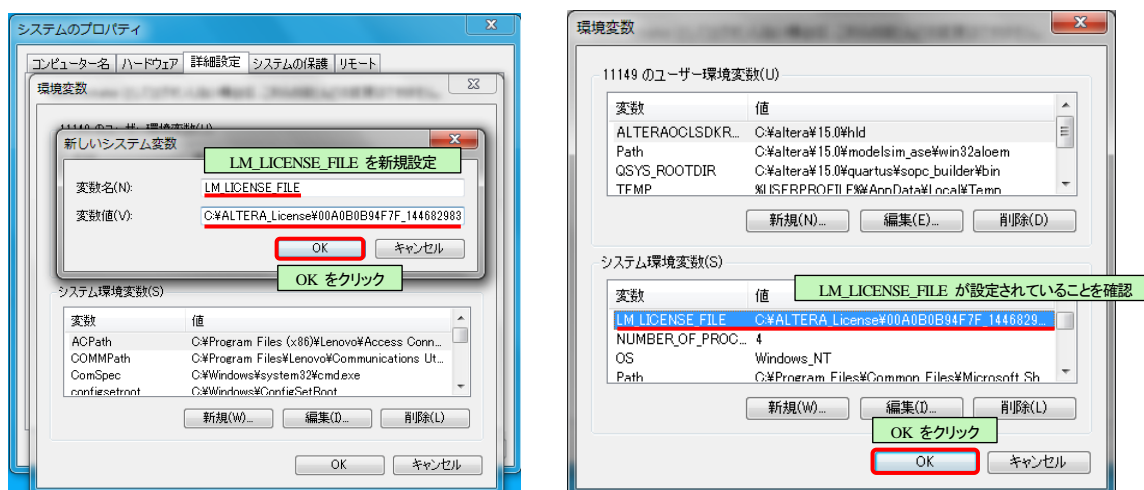 システムのプロパティ
コンピューター名 ハードウェア 詳細設定 システムの保護 リモート
環境変数
新しいシステム変数
LM_LICENSE_FILE を新規設定
変数名(N): LM_LICENSE_FILE
変数値(V): C:¥ALTERA_License¥00A0B0B94F7F_144682983
OK キャンセル
OK をクリック
システム環境変数(S)
変数 値
ACPath C:¥Program Files (x86)¥Lenovo¥Access Conn...
COMMPath C:¥Program Files¥Lenovo¥Communications Ut...
ComSpec C:¥Windows¥system32¥cmd.exe
configsetroot C:¥Windows¥ConfigSetRoot
新規(W)... 編集(I)... 削除(L)
OK キャンセル
環境変数
11149 のユーザー環境変数(U)
変数 値
ALTERAOCLSDKR... C:¥altera¥15.0¥hld
Path C:¥altera¥15.0¥modelsim_ase¥win32aloem
QSYS_ROOTDIR C:¥altera¥15.0¥quartus¥sopc_builder¥bin
TEMP %USERPROFILE%¥AppData¥Local¥Temp
新規(N)... 編集(E)... 削除(D)
システム環境変数(S)
LM_LICENSE_FILE が設定されていることを確認
変数 値
LM_LICENSE_FILE C:¥ALTERA_License¥00A0B0B94F7F_1446829...
NUMBER_OF_PROC... 4
OS Windows_NT
Path C:¥Program Files¥Common Files¥Microsoft Sh
新規(W)... 編集(I)... 削除(L)
OK をクリック
OK キャンセル